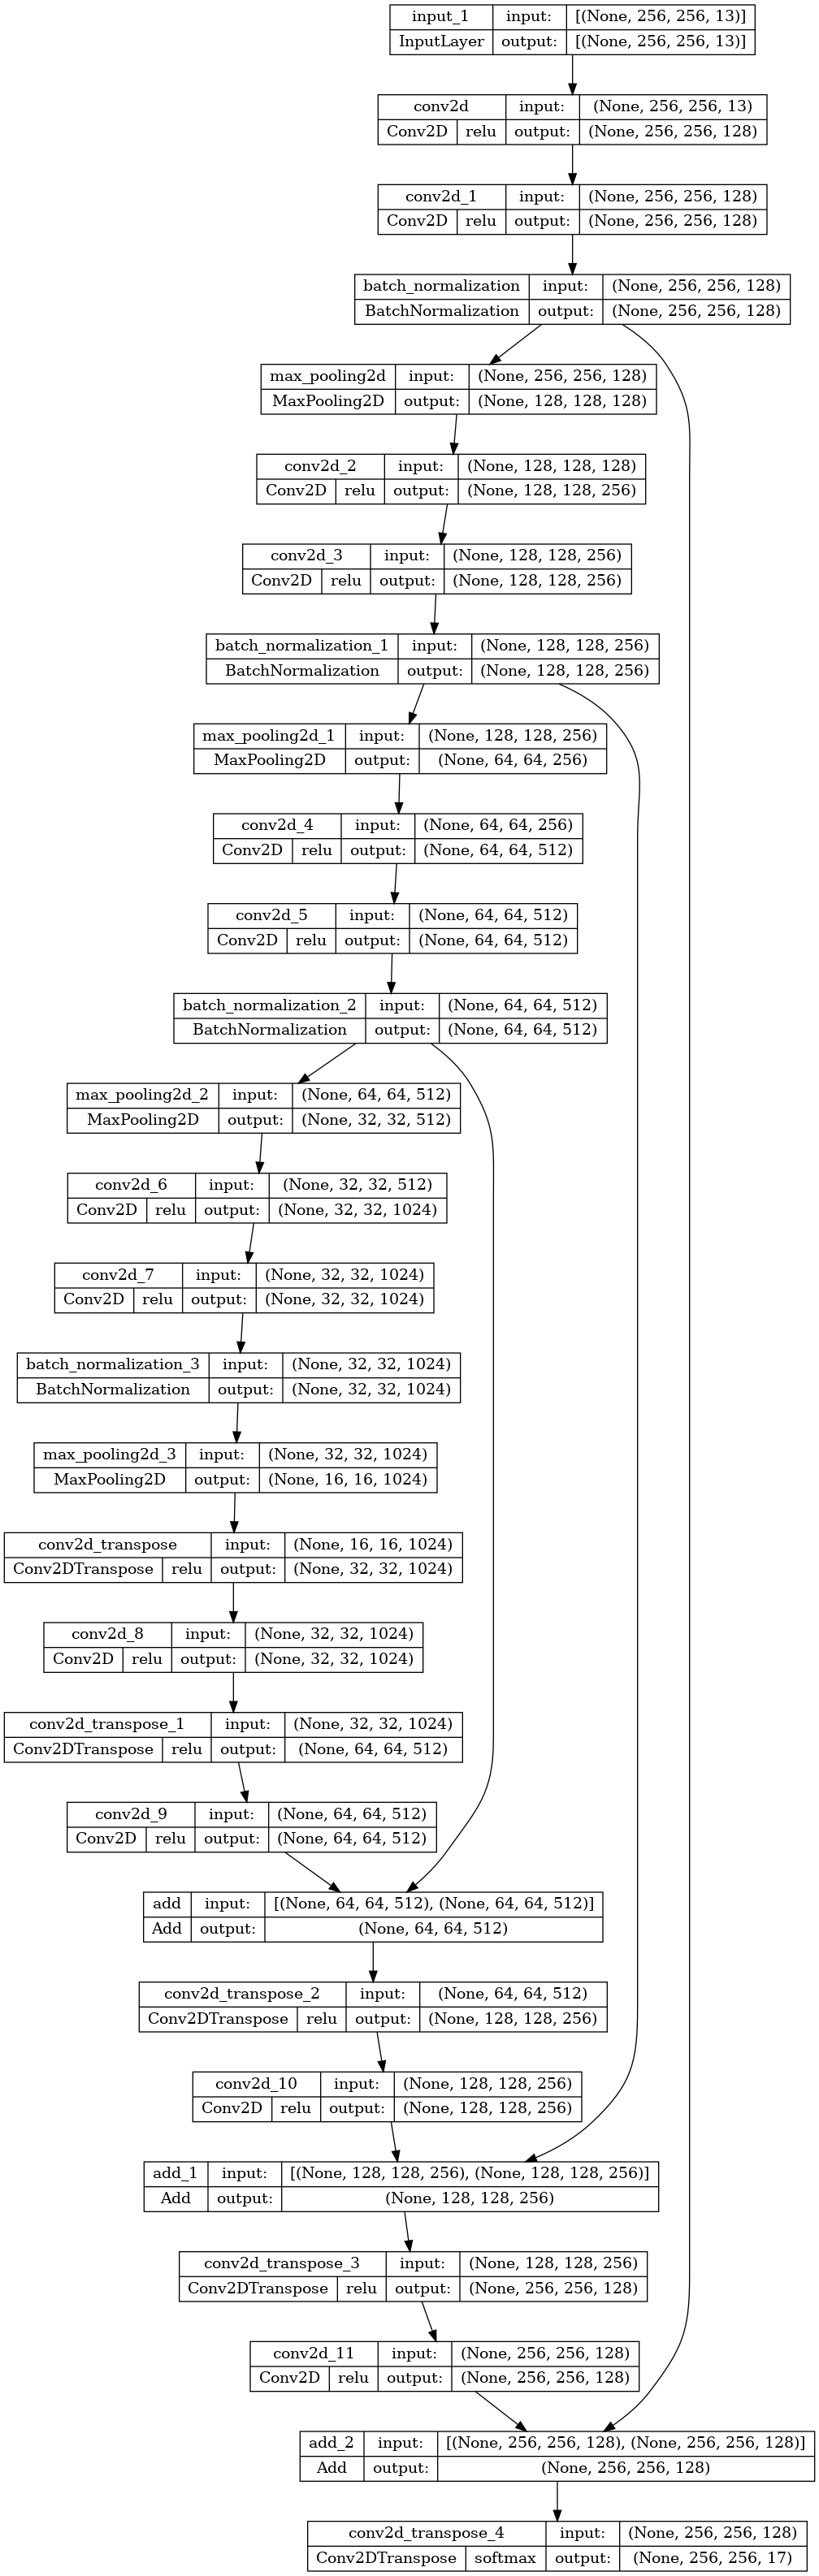 input_1 input: [(None, 256, 256, 13)]
InputLayer output: [(None, 256, 256, 13)]
conv2d input: (None, 256, 256, 13)
Conv2D relu output: (None, 256, 256, 128)
conv2d_1 input: (None, 256, 256, 128)
Conv2D relu output: (None, 256, 256, 128)
batch_normalization input: (None, 256, 256, 128)
BatchNormalization output: (None, 256, 256, 128)
max_pooling2d input: (None, 256, 256, 128)
MaxPooling2D output: (None, 128, 128, 128)
conv2d_2 input: (None, 128, 128, 128)
Conv2D relu output: (None, 128, 128, 256)
conv2d_3 input: (None, 128, 128, 256)
Conv2D relu output: (None, 128, 128, 256)
batch_normalization_1 input: (None, 128, 128, 256)
BatchNormalization output: (None, 128, 128, 256)
max_pooling2d_1 input: (None, 128, 128, 256)
MaxPooling2D output: (None, 64, 64, 256)
conv2d_4 input: (None, 64, 64, 256)
Conv2D relu output: (None, 64, 64, 512)
conv2d_5 input: (None, 64, 64, 512)
Conv2D relu output: (None, 64, 64, 512)
batch_normalization_2 input: (None, 64, 64, 512)
BatchNormalization output: (None, 64, 64, 512)
max_pooling2d_2 input: (None, 64, 64, 512)
MaxPooling2D output: (None, 32, 32, 512)
conv2d_6 input: (None, 32, 32, 512)
Conv2D relu output: (None, 32, 32, 1024)
conv2d_7 input: (None, 32, 32, 1024)
Conv2D relu output: (None, 32, 32, 1024)
batch_normalization_3 input: (None, 32, 32, 1024)
BatchNormalization output: (None, 32, 32, 1024)
max_pooling2d_3 input: (None, 32, 32, 1024)
MaxPooling2D output: (None, 16, 16, 1024)
conv2d_transpose input: (None, 16, 16, 1024)
Conv2DTranspose relu output: (None, 32, 32, 1024)
conv2d_8 input: (None, 32, 32, 1024)
Conv2D relu output: (None, 32, 32, 1024)
conv2d_transpose_1 input: (None, 32, 32, 1024)
Conv2DTranspose relu output: (None, 64, 64, 512)
conv2d_9 input: (None, 64, 64, 512)
Conv2D relu output: (None, 64, 64, 512)
add input: [(None, 64, 64, 512), (None, 64, 64, 512)]
Add output: (None, 64, 64, 512)
conv2d_transpose_2 input: (None, 64, 64, 512)
Conv2DTranspose relu output: (None, 128, 128, 256)
conv2d_10 input: (None, 128, 128, 256)
Conv2D relu output: (None, 128, 128, 256)
add_1 input: [(None, 128, 128, 256), (None, 128, 128, 256)]
Add output: (None, 128, 128, 256)
conv2d_transpose_3 input: (None, 128, 128, 256)
Conv2DTranspose relu output: (None, 256, 256, 128)
conv2d_11 input: (None, 256, 256, 128)
Conv2D relu output: (None, 256, 256, 128)
add_2 input: [(None, 256, 256, 128), (None, 256, 256, 128)]
Add output: (None, 256, 256, 128)
conv2d_transpose_4 input: (None, 256, 256, 128)
Conv2DTranspose softmax output: (None, 256, 256, 17)